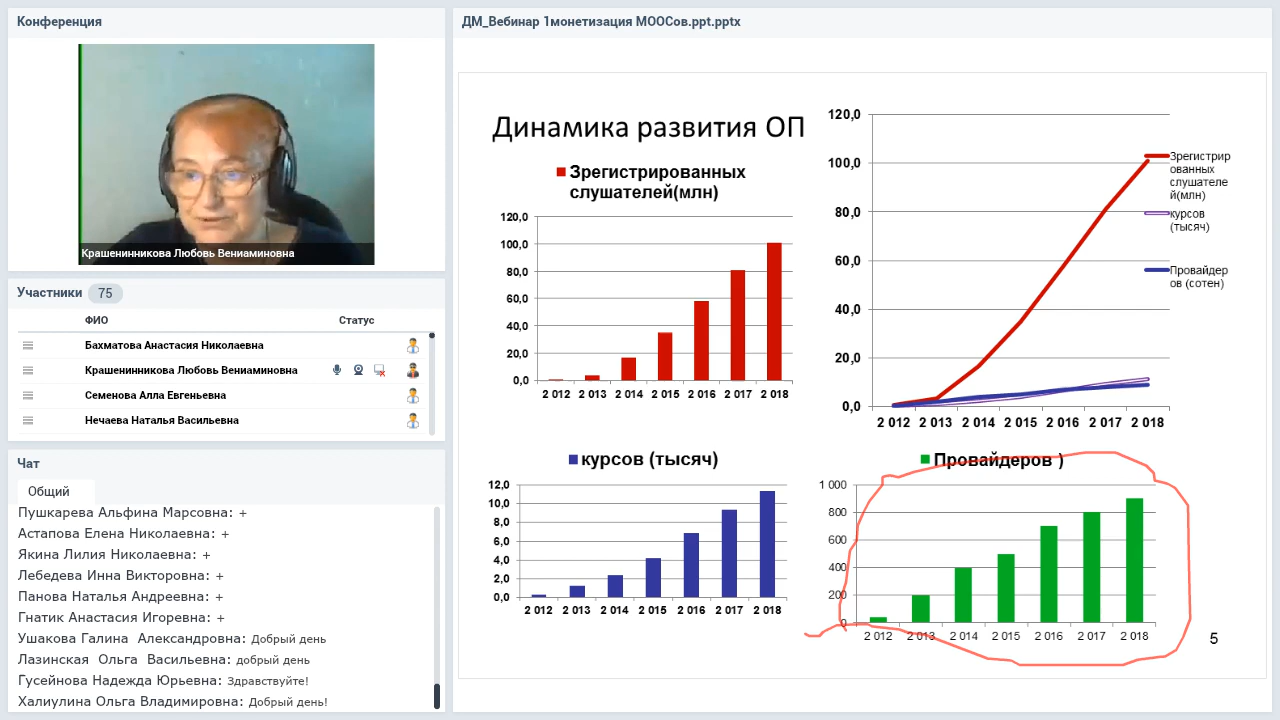 Конференция
Крашенинникова Любовь Вениаминовна
Участники 75
ФИО Статус
Бахматова Анастасия Николаевна
Крашенинникова Любовь Вениаминовна
Семенова Алла Евгеньевна
Нечаева Наталья Васильевна
Чат
Общий
Пушкарева Альфина Марсовна: +
Астапова Елена Николаевна: +
Якина Лилия Николаевна: +
Лебедева Инна Викторовна: +
Панова Наталья Андреевна: +
Гнатик Анастасия Игоревна: +
Ушакова Галина Александровна: Добрый день
Лазинская Ольга Васильевна: добрый день
Гусейнова Надежда Юрьевна: Здравствуйте!
Халиулина Ольга Владимировна: Добрый день!
ДМ_Вебинар 1монетизация МООСов.ppt.pptx
Динамика развития ОП
Зрегистрированных
слушателей(млн)
120,0
100,0
80,0
60,0
40,0
20,0
0,0
2 012 2 013 2 014 2 015 2 016 2 017 2 018
120,0
100,0
80,0
60,0
40,0
20,0
0,0
2 012 2 013 2 014 2 015 2 016 2 017 2 018
Зрегистрир
ованных
слушателе
й(млн)
курсов
(тысяч)
Провайдер
ов (сотен)
курсов (тысяч)
12,0
10,0
8,0
6,0
4,0
2,0
0,0
2 012 2 013 2 014 2 015 2 016 2 017 2 018
Провайдеров )
1 000
800
600
400
200
0
2 012 2 013 2 014 2 015 2 016 2 017 2 018
5